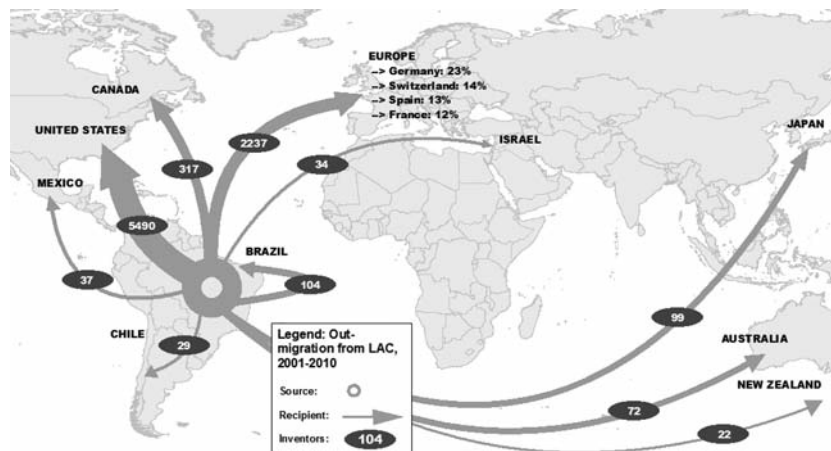 EUROPE
--> Germany: 23%
--> Switzerland: 14%
--> Spain: 13%
--> France: 12%
CANADA
UNITED STATES
JAPAN
2237
ISRAEL
317
34
MEXICO
5490
BRAZIL
37
104
CHILE
29
99
AUSTRALIA
NEW ZEALAND
72
22
Legend: Out-
migration from LAC,
2001-2010
Source:
Recipient:
Inventors: 104